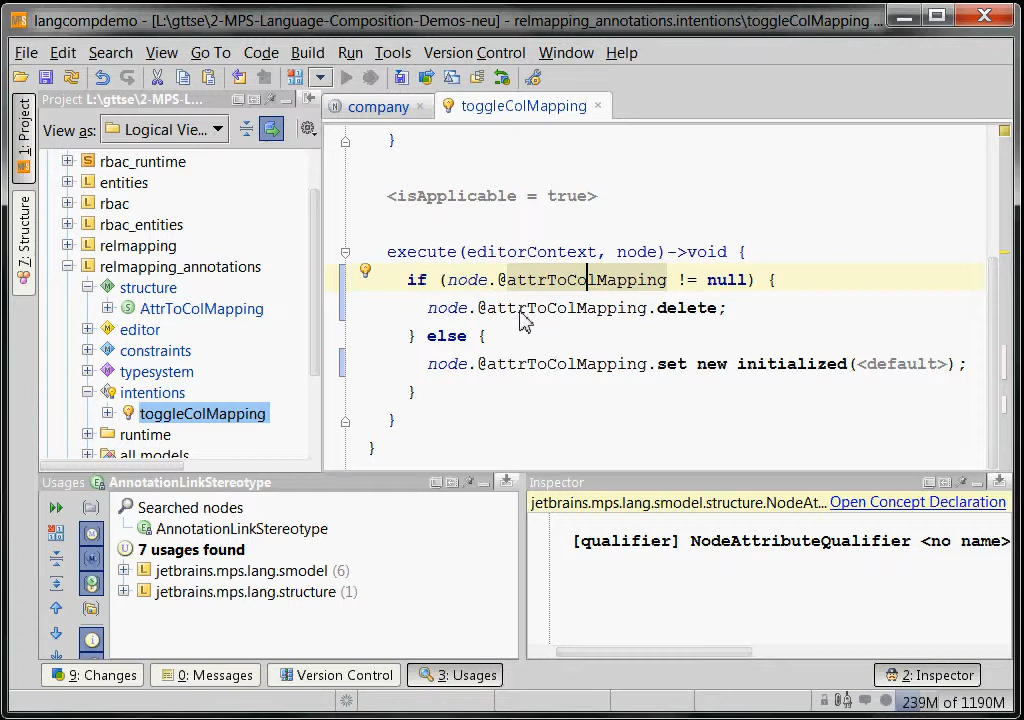 langcompdemo - [L:\gttse\2-MPS-Language-Composition-Demos-neu] - relmapping_annotations.intentions\toggleColMapping ...
File Edit Search View Go To Code Build Run Tools Version Control Window Help
1: Project
7: Structure
Project L:\gttse\2-MPS-L...
View as: Logical Vie...
rbac_runtime
entities
rbac
rbac_entities
relmapping
relmapping_annotations
structure
AttrToColMapping
editor
constraints
typesystem
intentions
toggleColMapping
runtime
all models
company toggleColMapping
}
<isApplicable = true>
execute(editorContext, node)->void {
if (node.@attrToColMapping != null) {
node.@attrToColMapping.delete;
} else {
node.@attrToColMapping.set new initialized(<default>);
}
}
}
Usages AnnotationLinkStereotype
Searched nodes
AnnotationLinkStereotype
7 usages found
jetbrains.mps.lang.smodel (6)
jetbrains.mps.lang.structure (1)
Inspector
jetbrains.mps.lang.smodel.structure.NodeAt... Open Concept Declaration
[qualifier] NodeAttributeQualifier <no name>
9: Changes 0: Messages Version Control 3: Usages 2: Inspector
239M of 1190M